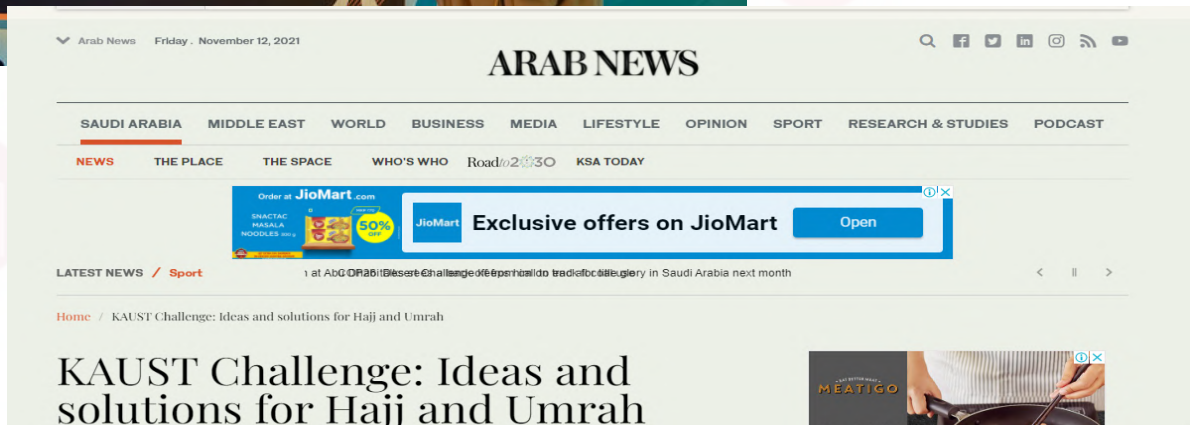 Arab News Friday . November 12, 2021
ARAB NEWS
SAUDI ARABIA MIDDLE EAST WORLD BUSINESS MEDIA LIFESTYLE OPINION SPORT RESEARCH & STUDIES PODCAST
NEWS THE PLACE THE SPACE WHO'S WHO Road to 2030 KSA TODAY
Order at JioMart.com
SNACTAC
MASALA
NOODLES
50%
OFF
JioMart
Exclusive offers on JioMart
Open
LATEST NEWS / Sport
in Saudi Arabia next month
Home / KAUST Challenge: Ideas and solutions for Hajj and Umrah
KAUST Challenge: Ideas and
solutions for Hajj and Umrah
MEATIGO